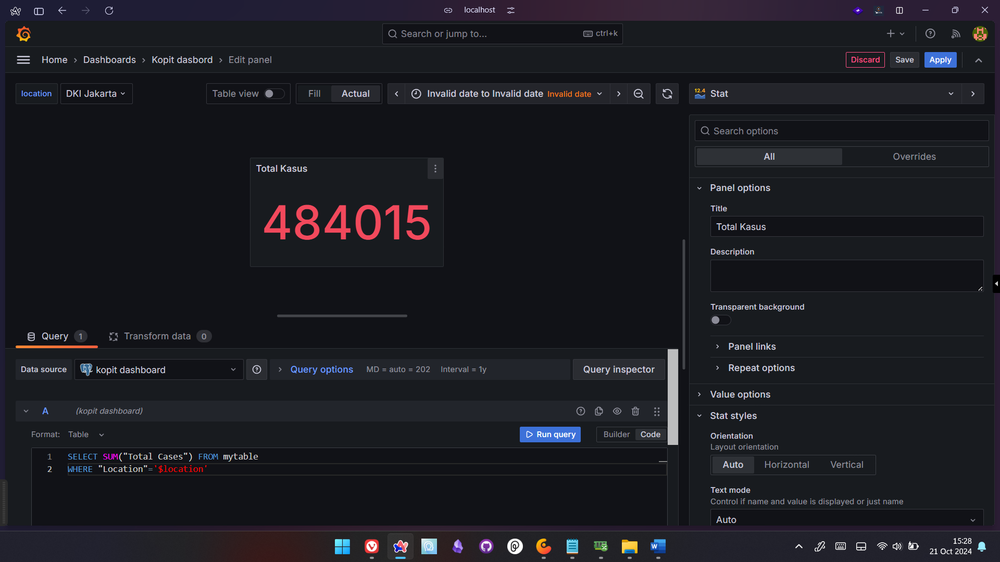 localhost
Search or jump to...
ctrl+k
Home › Dashboards › Kopit dasbord › Edit panel
Discard
Save
Apply
location
DKI Jakarta
Table view
Fill
Actual
Invalid date to Invalid date Invalid date
12.4
Stat
Search options
All
Overrides
Total Kasus
484015
Panel options
Title
Total Kasus
Description
Transparent background
Panel links
Repeat options
Value options
Stat styles
Orientation
Layout orientation
Auto
Horizontal
Vertical
Text mode
Control if name and value is displayed or just name
Auto
Query 1
Transform data 0
Data source
kopit dashboard
Query options
MD = auto = 202
Interval = 1y
Query inspector
A
(kopit dashboard)
Format: Table
Run query
Builder
Code
1 SELECT SUM("Total Cases") FROM mytable
2 WHERE "Location"='$location'
15:28
21 Oct 2024